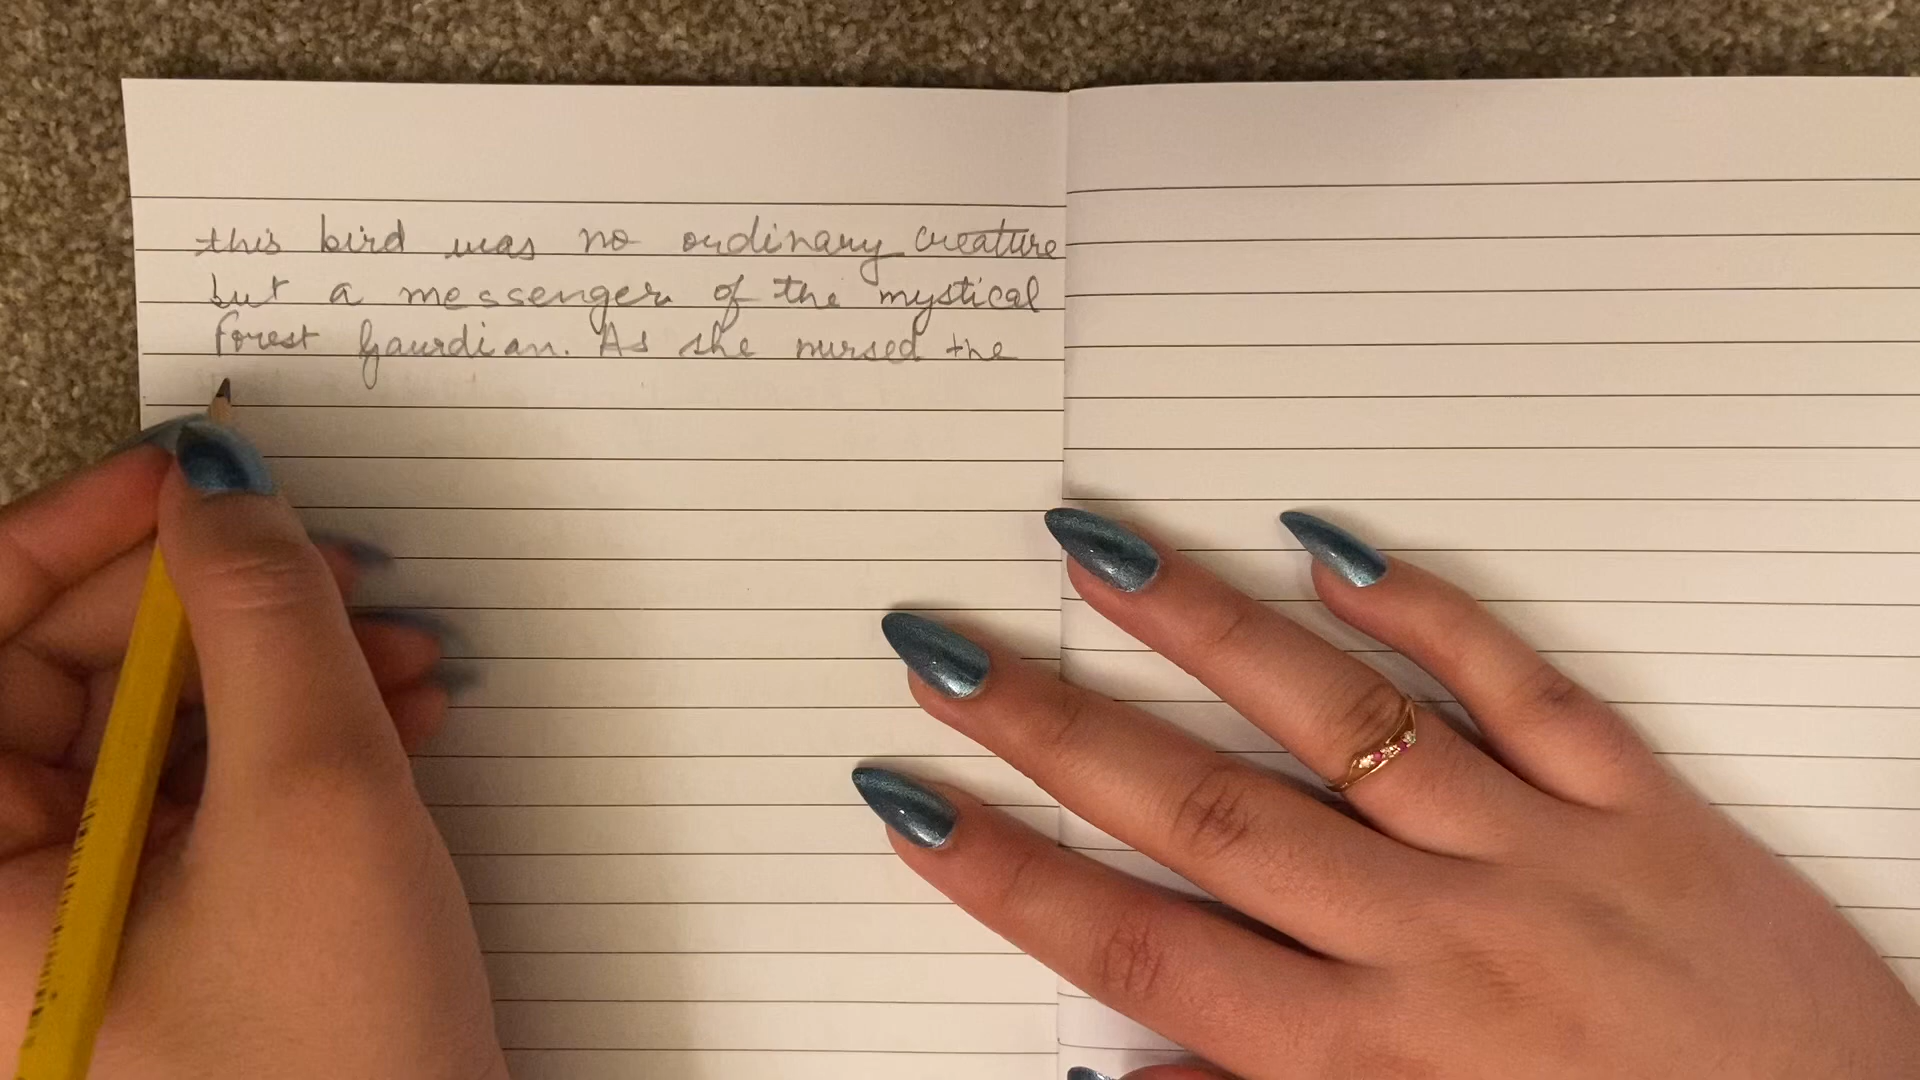 this bird was no ordinary creature
but a messenger of the mystical
forest Gaurdian. As she nursed the